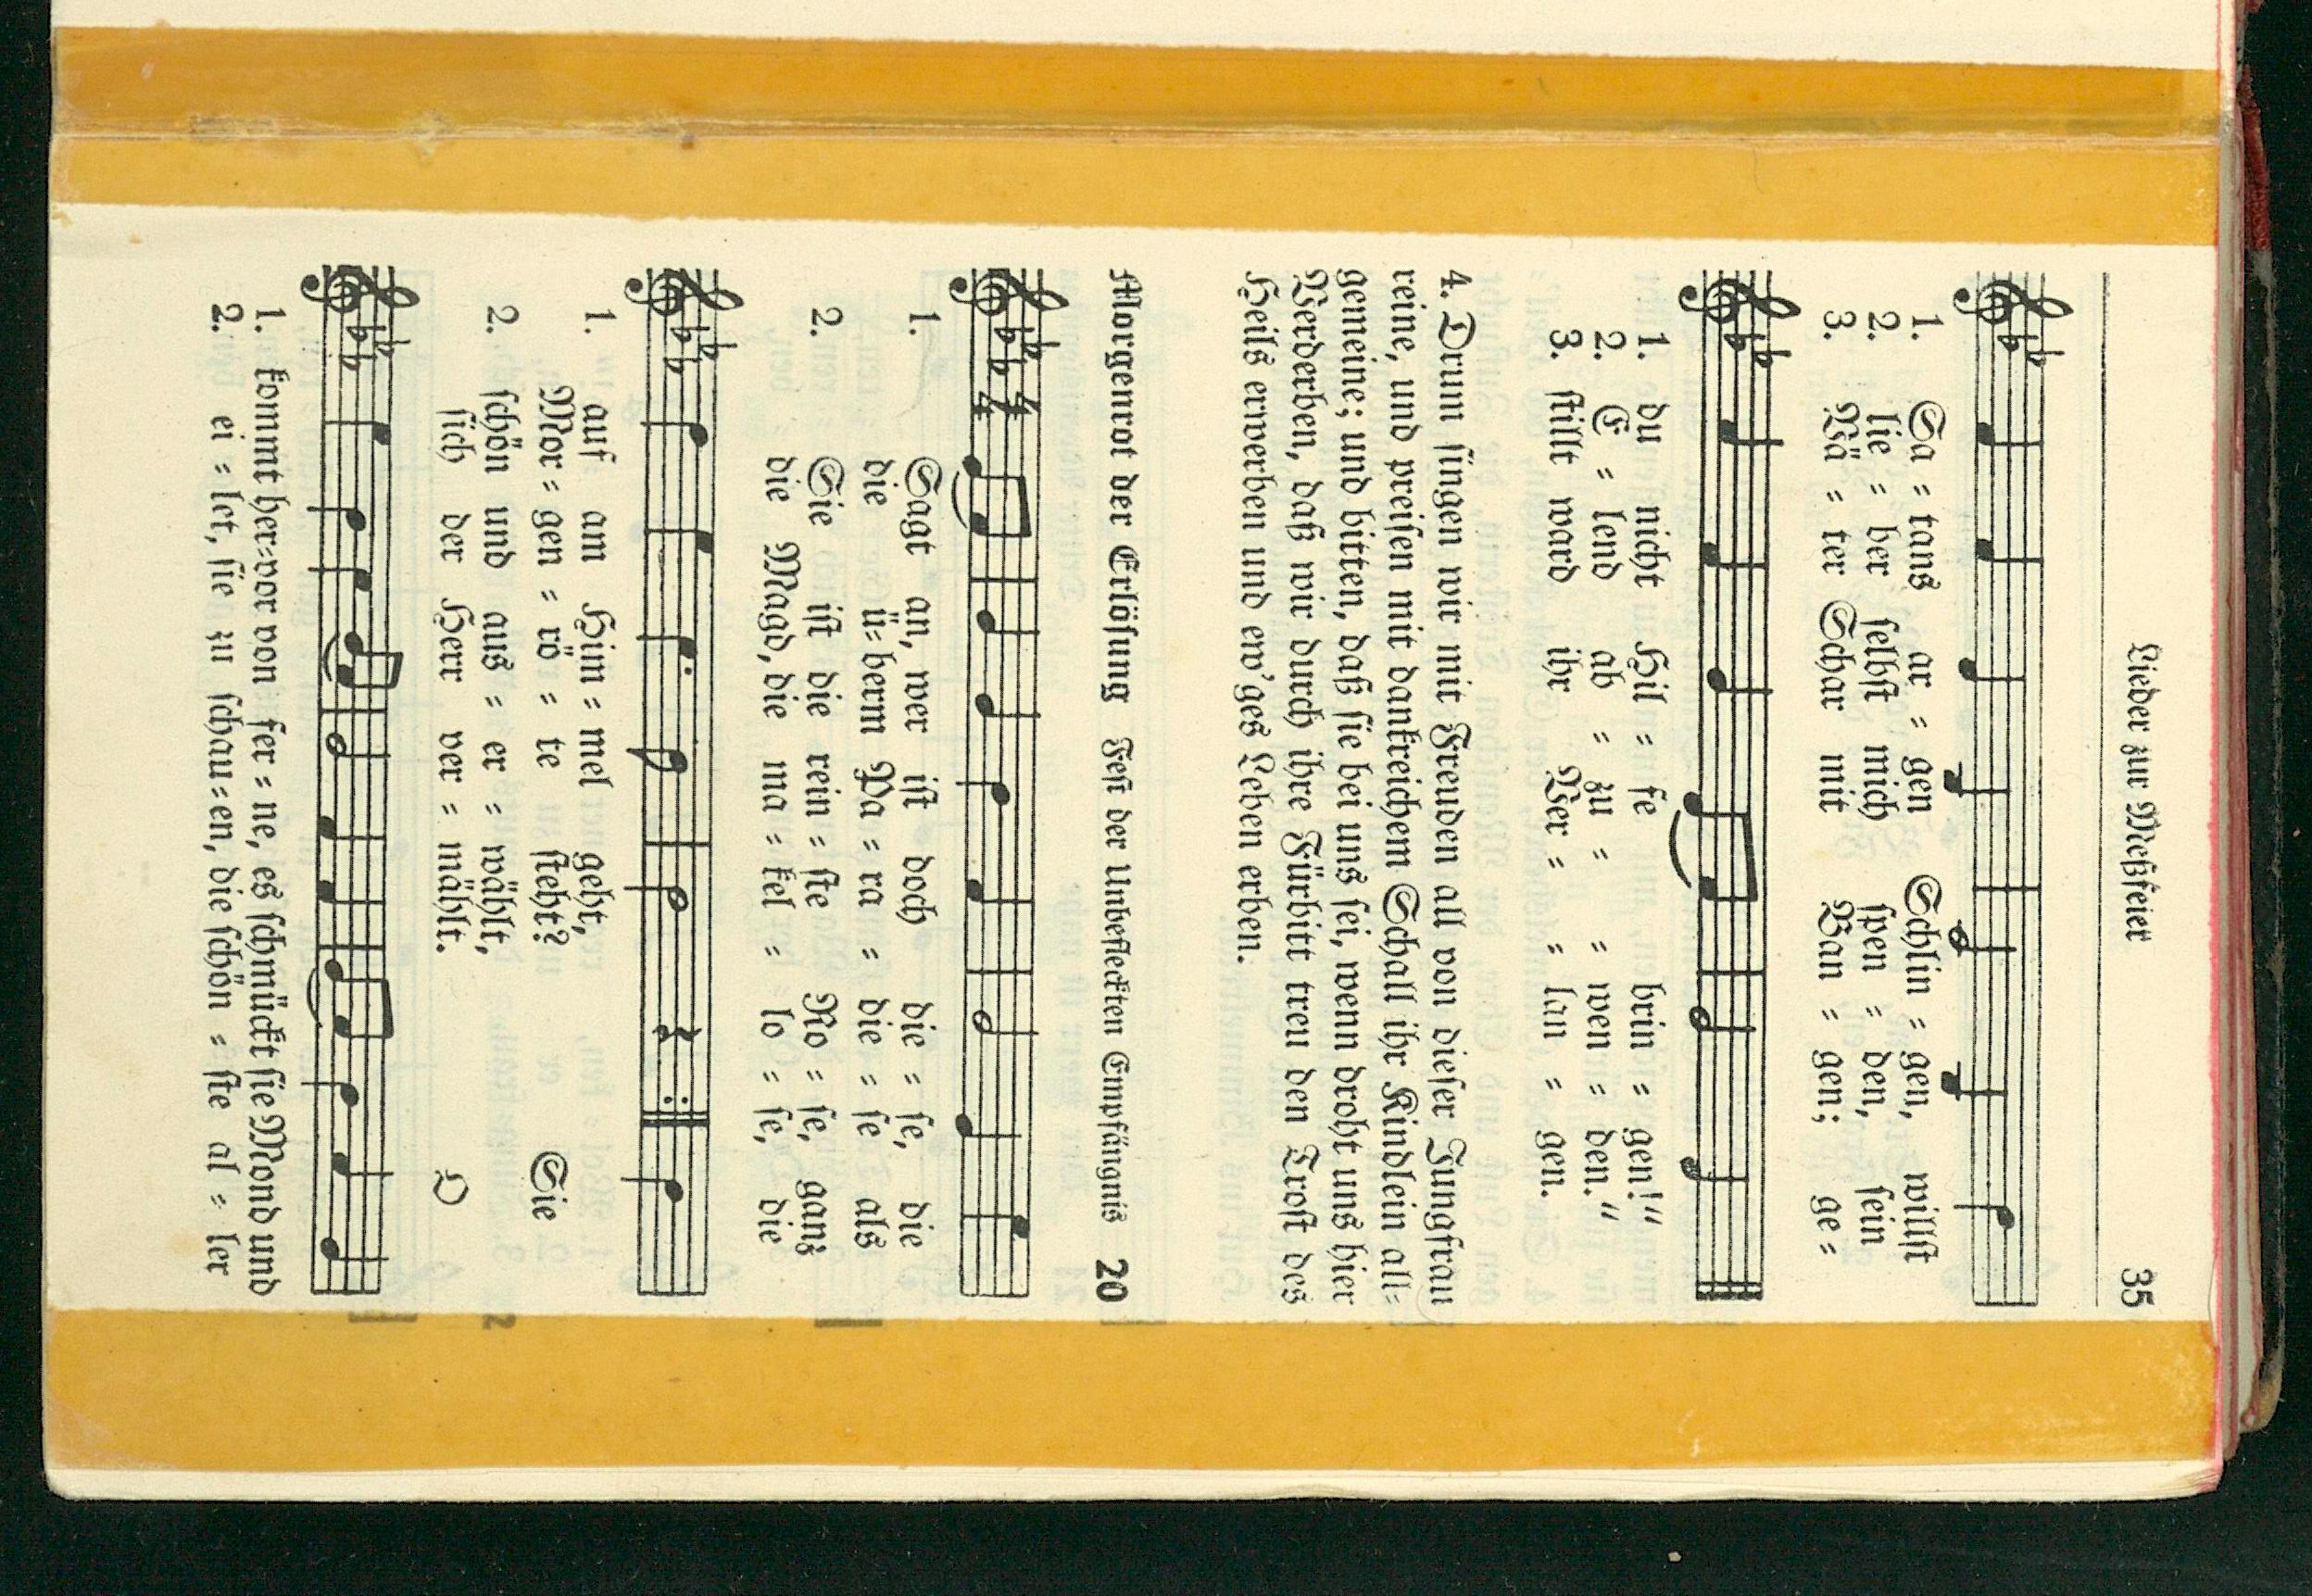 Lieder zur Meßfeier 35
1. Sa = tans ar = gen Schlin = gen, willst
2. sie = ber selbst mich spen = den, sein
3. Vä = ter Schar mit Ban = gen; ge =
1. du nicht Hil = fe brin = gen!"
2. E = lend ab = zu = = wen = den."
3. stillt ward ihr Ver = = lan = gen.
4. Drum singen wir mit Freuden all von dieser Jungfrau
reine, und preisen mit dankreichem Schall ihr Kindlein all=
gemeine; und bitten, daß sie bei uns sei, wenn droht uns hier
Verderben, daß wir durch ihre Fürbitt treu den Trost des
Heils erwerben und ew'ges Leben erben.
Morgenrot der Erlösung Fest der Unbefleckten Empfängnis 20
4/4
1. Sagt an, wer ist doch die = se, die
die ü= berm Pa = ra = die = se als
2. Sie ist die rein = ste Ro = se, ganz
die Magd, die ma = kel = lo = se, die
1. auf am Him = mel geht,
Mor = gen = rö = te steht? Sie
2. schön und aus = er = wählt,
sich der Herr ver = mählt. O
1. kommt her=vor von fer = ne, es schmückt sie Mond und
2. ei = let, sie zu schau=en, die schön = ste al = ler